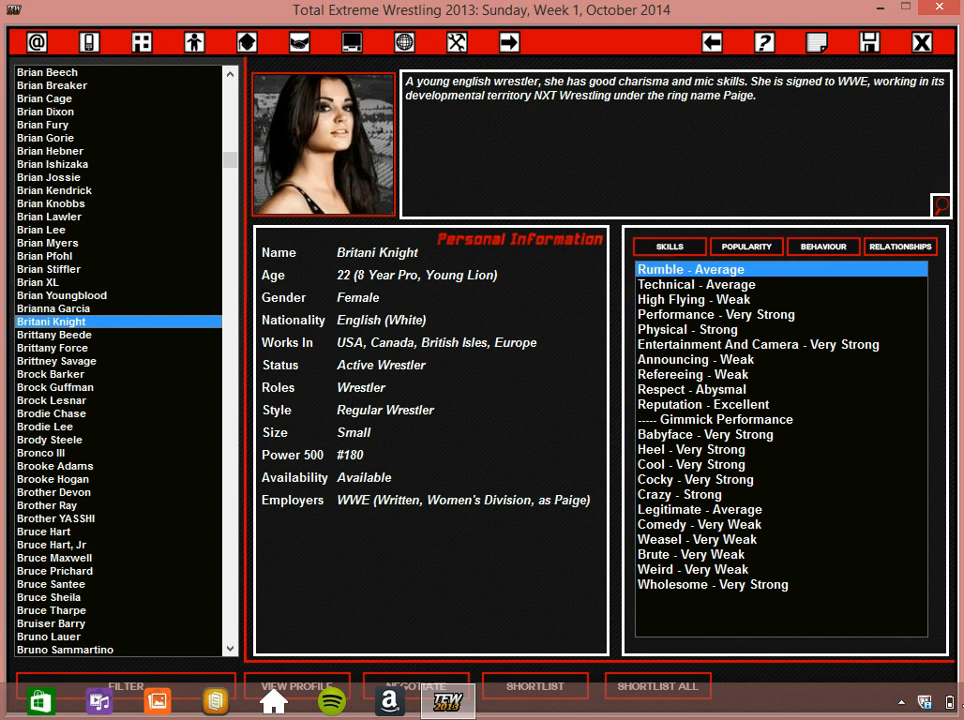 Total Extreme Wrestling 2013: Sunday, Week 1, October 2014
Brian Beech
Brian Breaker
Brian Cage
Brian Dixon
Brian Fury
Brian Gorie
Brian Hebner
Brian Ishizaka
Brian Jossie
Brian Kendrick
Brian Knobbs
Brian Lawler
Brian Lee
Brian Myers
Brian Pfohl
Brian Stiffler
Brian XL
Brian Youngblood
Brianna Garcia
Britani Knight
Brittany Beede
Brittany Force
Brittney Savage
Brock Barker
Brock Guffman
Brock Lesnar
Brodie Chase
Brodie Lee
Brody Steele
Bronco III
Brooke Adams
Brooke Hogan
Brother Devon
Brother Ray
Brother YASSHI
Bruce Hart
Bruce Hart, Jr
Bruce Maxwell
Bruce Prichard
Bruce Santee
Bruce Sheila
Bruce Tharpe
Bruiser Barry
Bruno Lauer
Bruno Sammartino
A young english wrestler, she has good charisma and mic skills. She is signed to WWE, working in its
developmental territory NXT Wrestling under the ring name Paige.
Personal Information
Name Britani Knight
Age 22 (8 Year Pro, Young Lion)
Gender Female
Nationality English (White)
Works In USA, Canada, British Isles, Europe
Status Active Wrestler
Roles Wrestler
Style Regular Wrestler
Size Small
Power 500 #180
Availability Available
Employers WWE (Written, Women's Division, as Paige)
SKILLS POPULARITY BEHAVIOUR RELATIONSHIPS
Rumble - Average
Technical - Average
High Flying - Weak
Performance - Very Strong
Physical - Strong
Entertainment And Camera - Very Strong
Announcing - Weak
Refereeing - Weak
Respect - Abysmal
Reputation - Excellent
----- Gimmick Performance
Babyface - Very Strong
Heel - Very Strong
Cool - Very Strong
Cocky - Very Strong
Crazy - Strong
Legitimate - Average
Comedy - Very Weak
Weasel - Very Weak
Brute - Very Weak
Weird - Very Weak
Wholesome - Very Strong
FILTER VIEW PROFILE NEGOTIATE SHORTLIST SHORTLIST ALL
TEW
2013